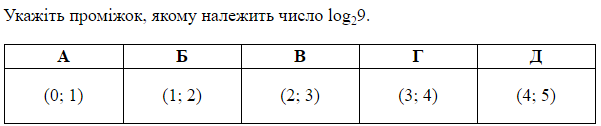 Укажіть проміжок, якому належить число log₂9.
А Б В Г Д
(0; 1) (1; 2) (2; 3) (3; 4) (4; 5)